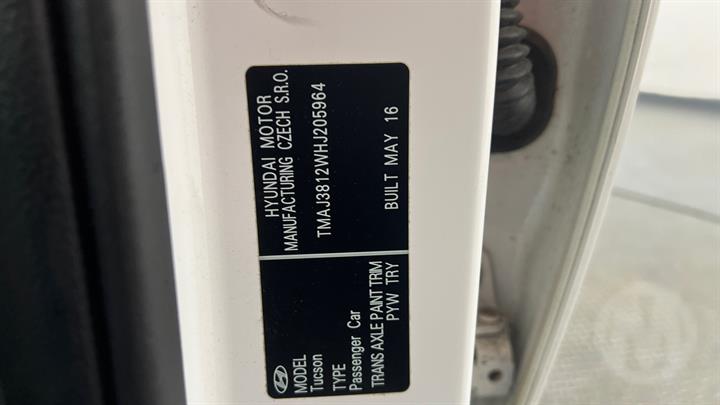 HYUNDAI MOTOR
MANUFACTURING CZECH S.R.O.
TMAJ3812WHJ205964
BUILT MAY 16
MODEL
Tucson
TYPE
Passenger Car
TRANS AXLE PAINT TRIM
PYW TRY